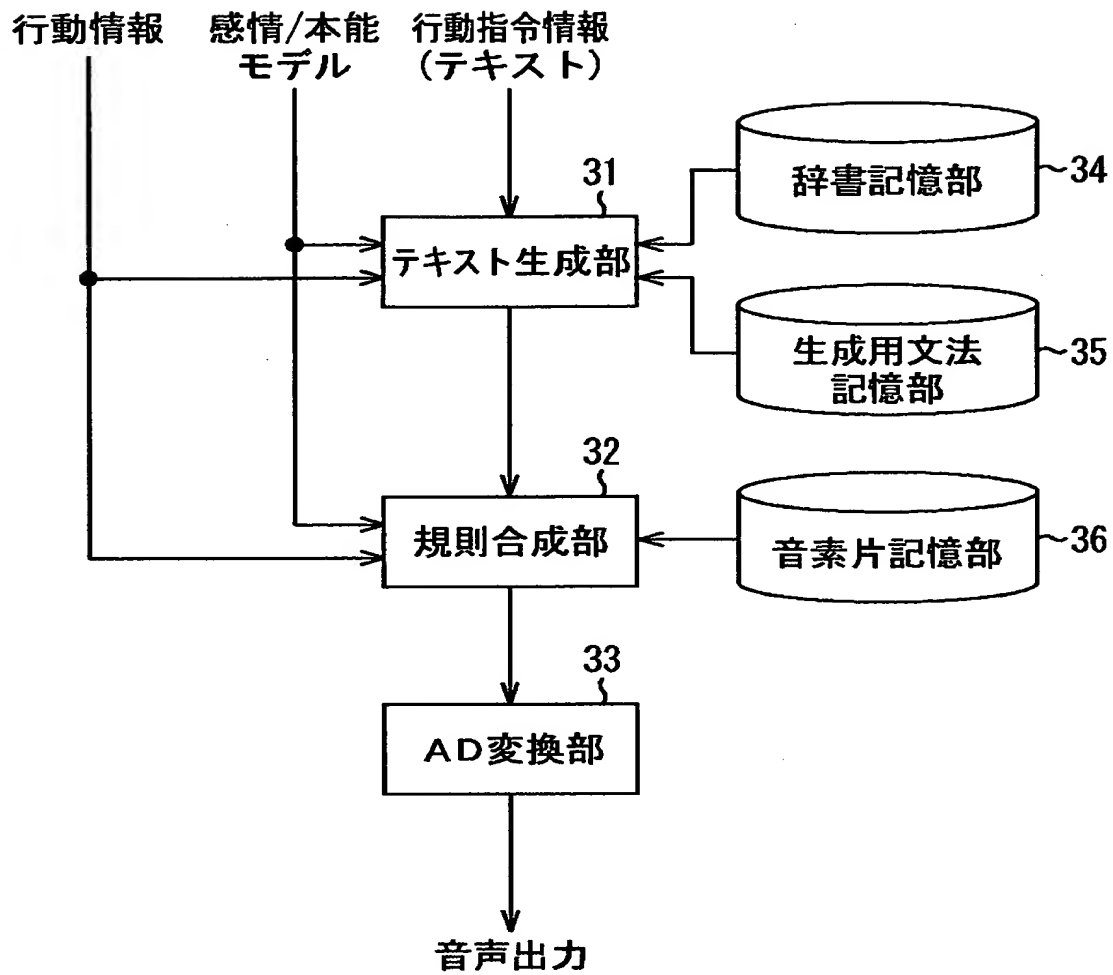 行動情報
感情/本能
モデル
行動指令情報
(テキスト)
31
テキスト生成部
辞書記憶部
34
生成用文法
記憶部
35
32
規則合成部
音素片記憶部
36
33
AD変換部
音声出力